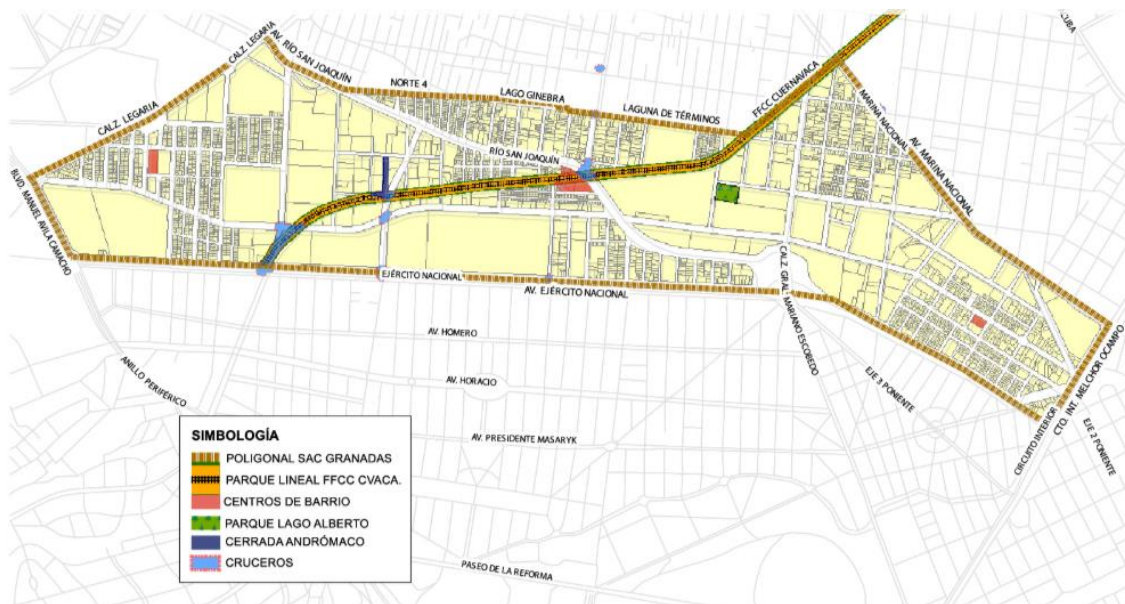 CUBA
CALZ. LEGARIA
AV. RÍO SAN JOAQUÍN
NORTE 4
LAGO GINEBRA
LAGUNA DE TÉRMINOS
FFCC CUERNAVACA
MARINA NACIONAL
AV. MARINA NACIONAL
CALZ. LEGARIA
RÍO SAN JOAQUÍN
BLVD. MANUEL AVILA CAMACHO
EJÉRCITO NACIONAL
AV. EJÉRCITO NACIONAL
CALZ. GRAL. MARIANO ESCOBEDO
AV. HOMERO
ANILLO PERIFÉRICO
AV. HORACIO
EJE 3 PONIENTE
CIRCUITO INTERIOR
CTO. INT. MELCHOR OCAMPO
EJE 2 PONIENTE
AV. PRESIDENTE MASARYK
SIMBOLOGÍA
POLIGONAL SAC GRANADAS
PARQUE LINEAL FFCC CVACA.
CENTROS DE BARRIO
PARQUE LAGO ALBERTO
CERRADA ANDRÓMACO
CRUCEROS
PASEO DE LA REFORMA